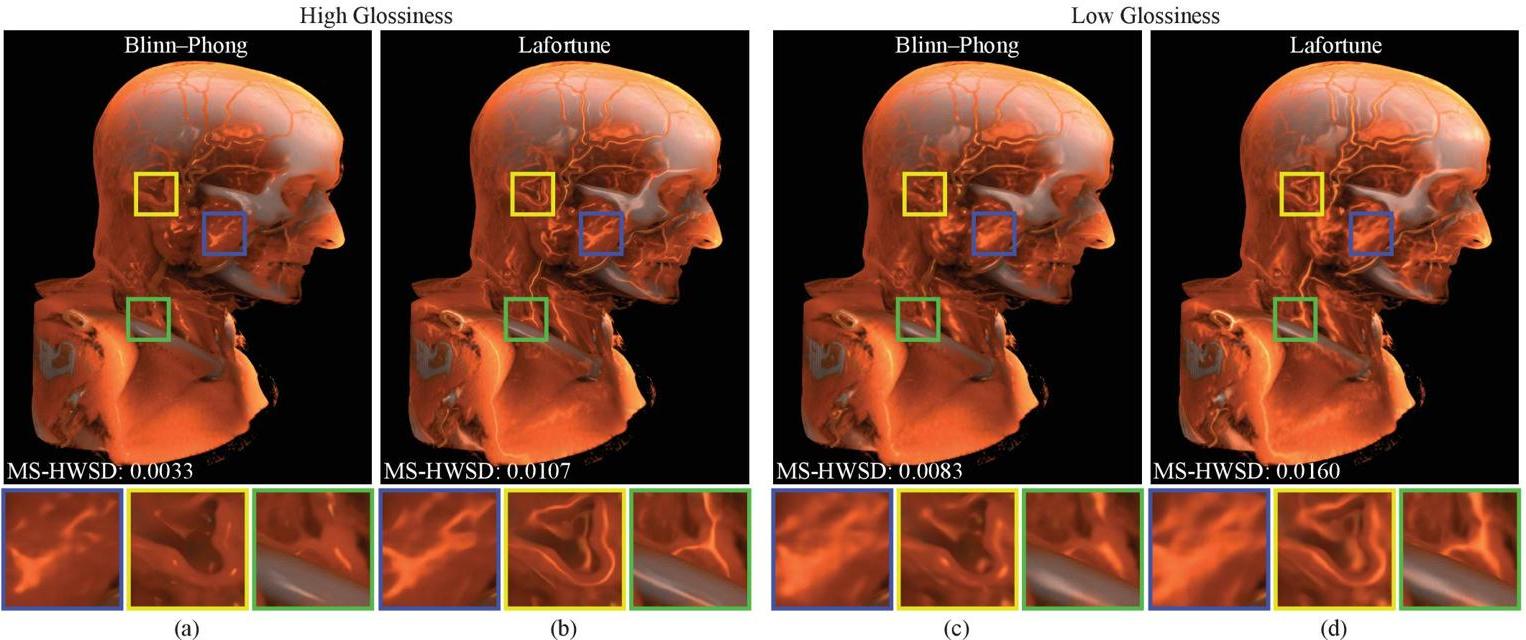 High Glossiness
Low Glossiness
Blinn–Phong
Lafortune
Blinn–Phong
Lafortune
MS-HWSD: 0.0033
MS-HWSD: 0.0107
MS-HWSD: 0.0083
MS-HWSD: 0.0160
(a)
(b)
(c)
(d)